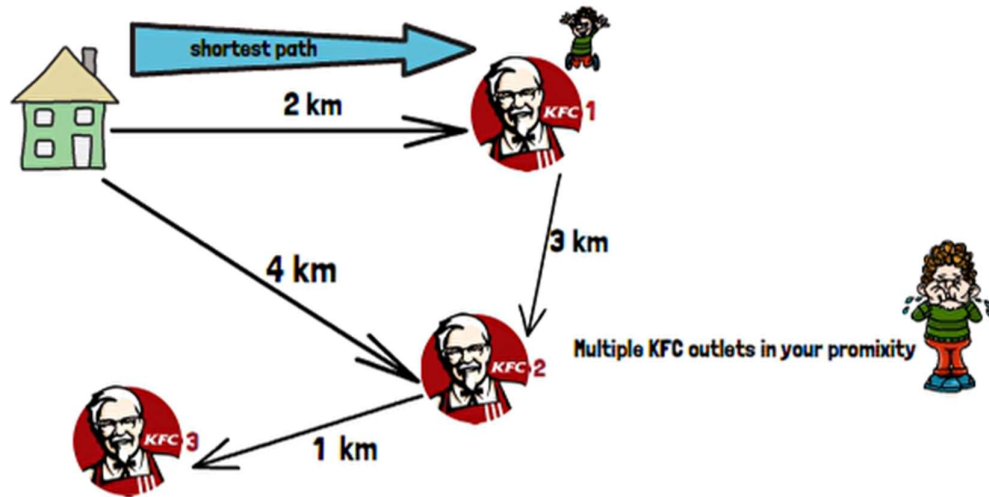 shortest path
2 km
KFC 1
3 km
4 km
KFC 2
Multiple KFC outlets in your promixity
KFC 3
1 km